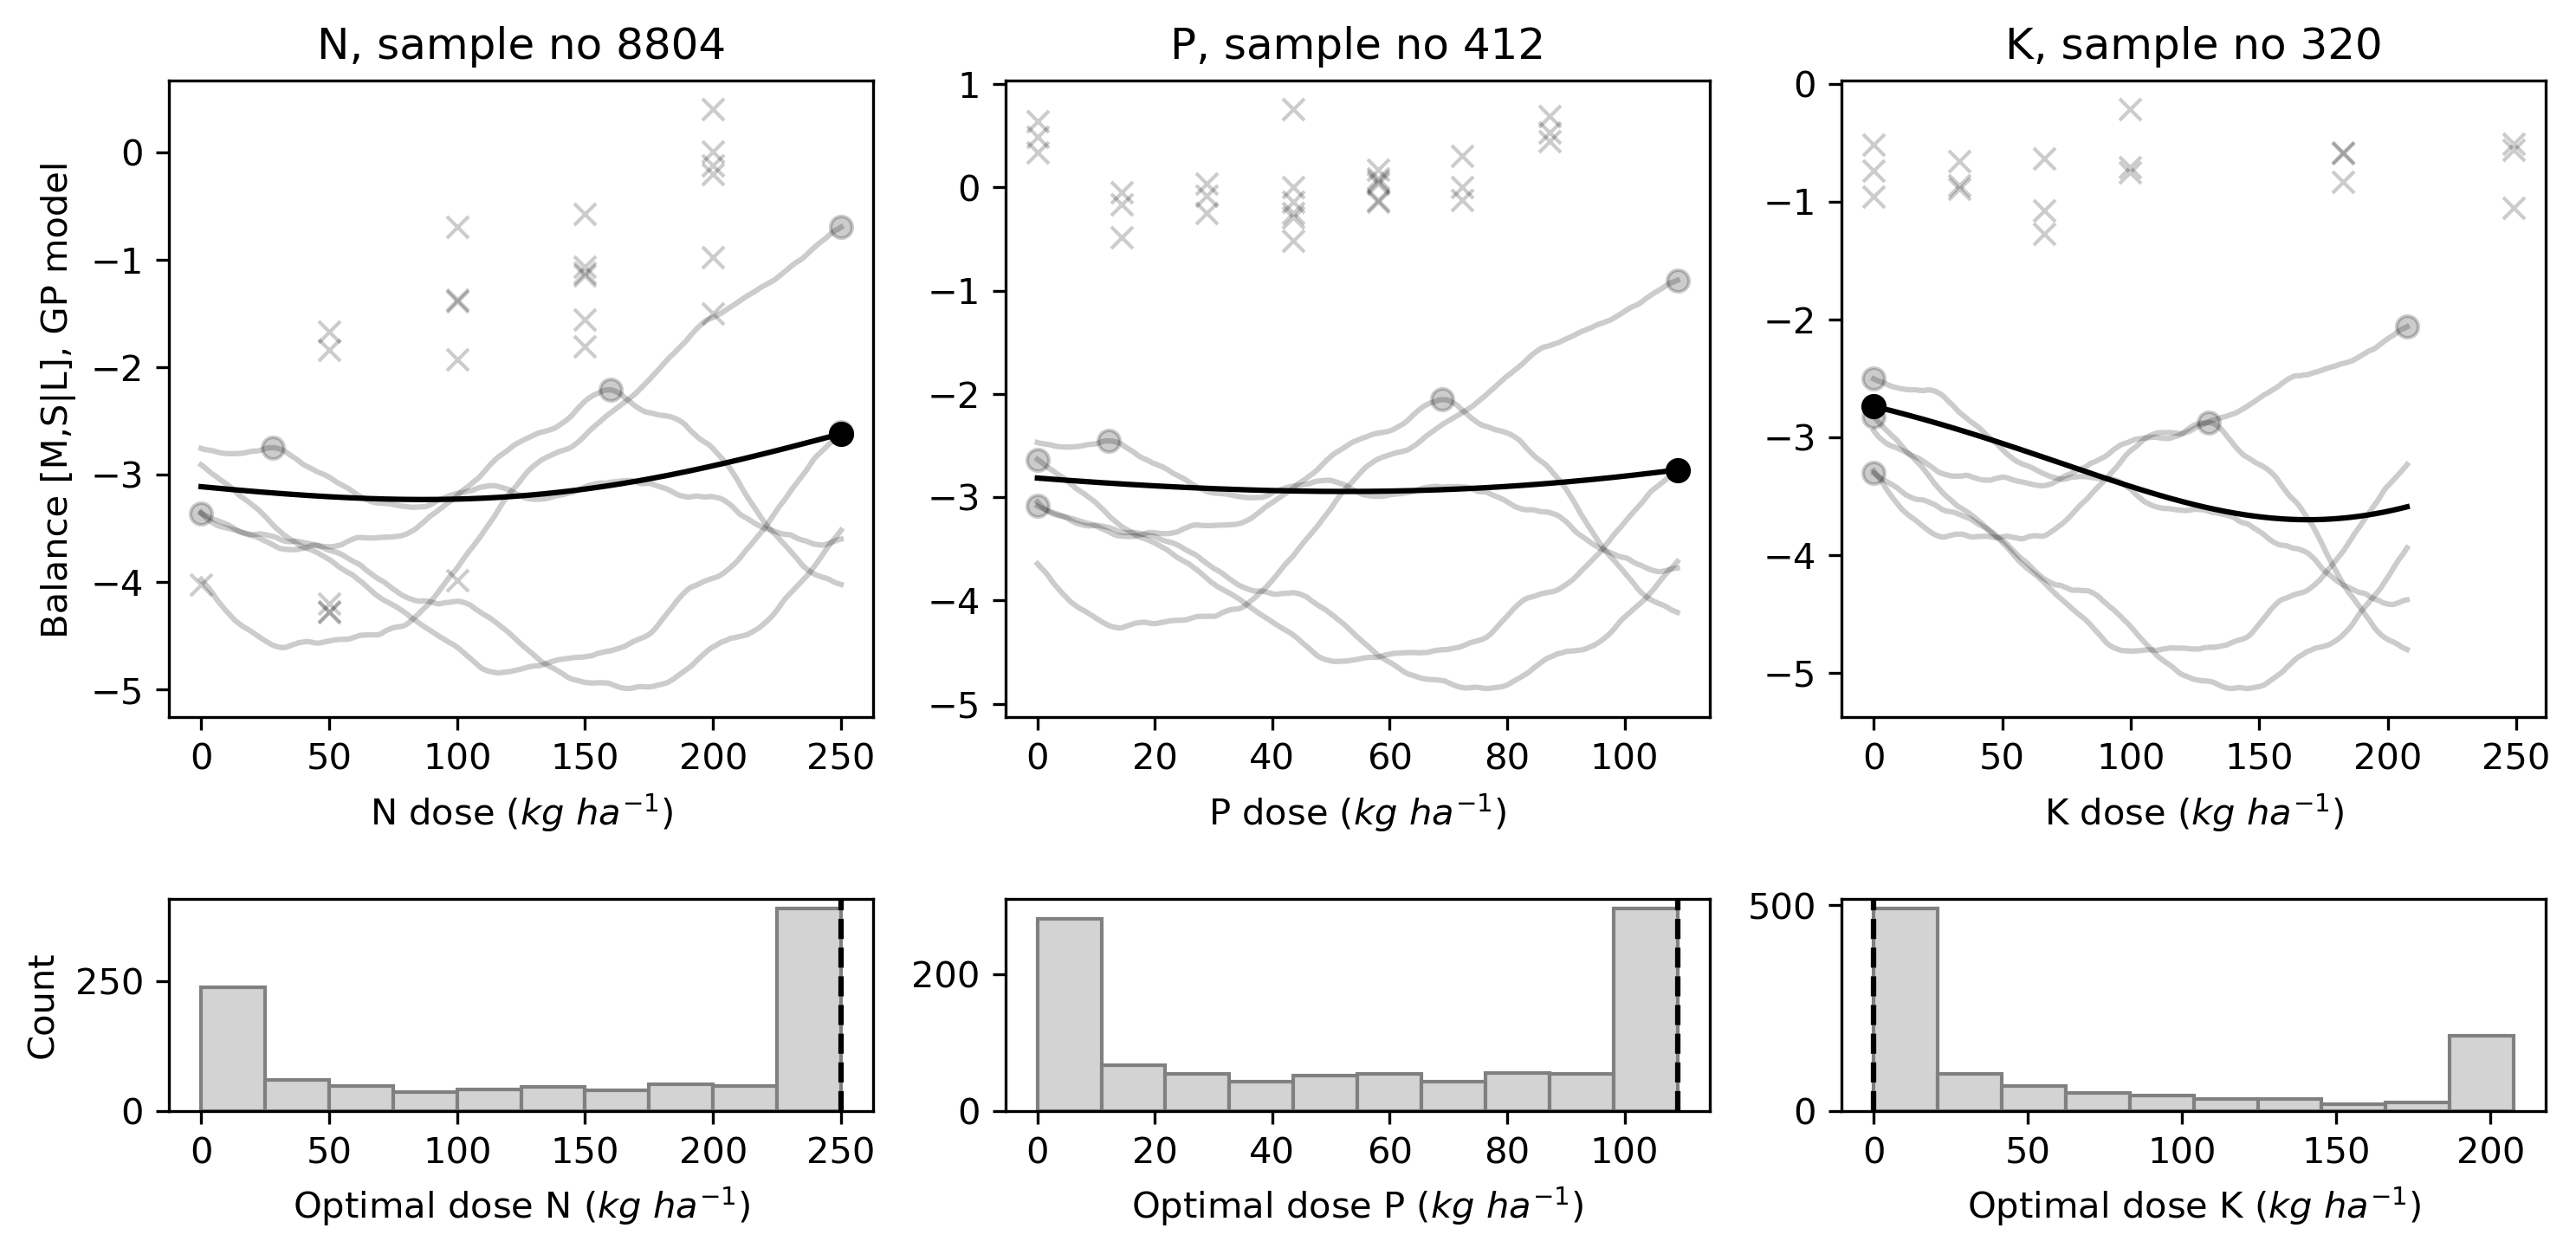 N, sample no 8804
P, sample no 412
K, sample no 320
Balance [M,S|L], GP model
0
−1
−2
−3
−4
−5
0 50 100 150 200 250
N dose (kg ha⁻¹)
1
0
−1
−2
−3
−4
−5
0 20 40 60 80 100
P dose (kg ha⁻¹)
0
−1
−2
−3
−4
−5
0 50 100 150 200 250
K dose (kg ha⁻¹)
Count
250
0
0 50 100 150 200 250
Optimal dose N (kg ha⁻¹)
200
0
0 20 40 60 80 100
Optimal dose P (kg ha⁻¹)
500
0
0 50 100 150 200
Optimal dose K (kg ha⁻¹)